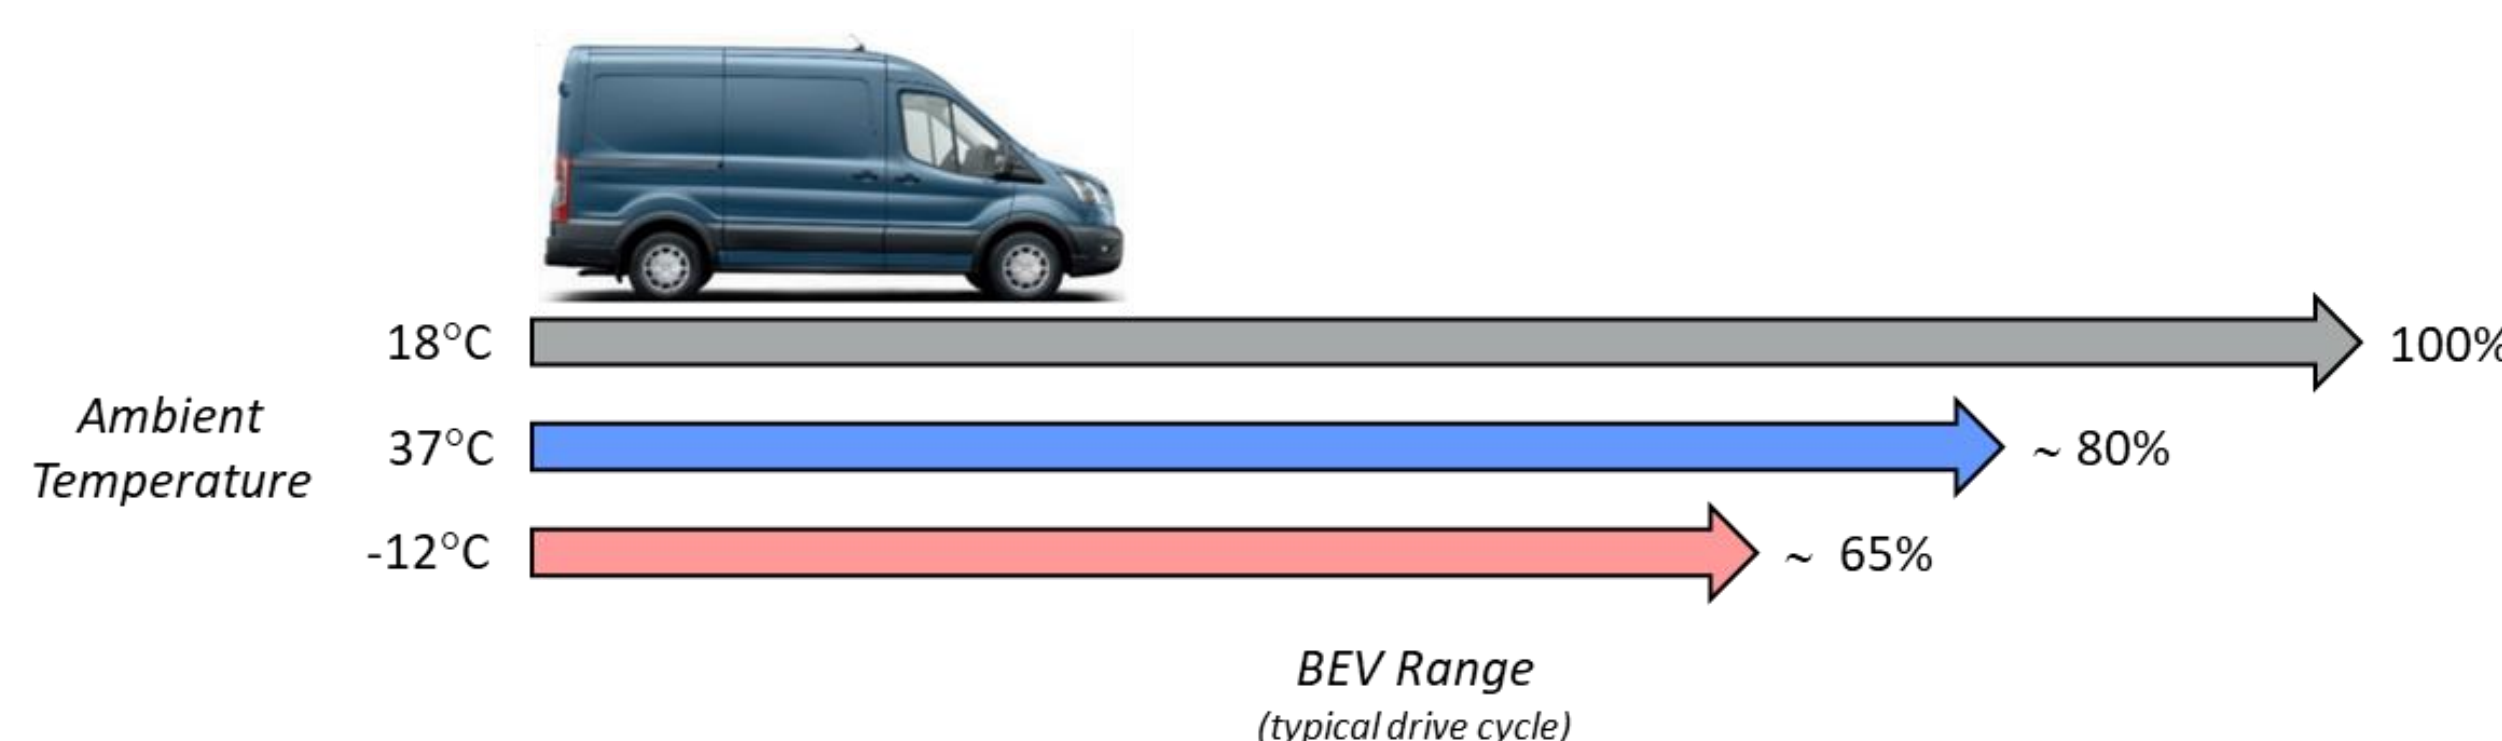 18°C
100%
Ambient
Temperature
37°C
~ 80%
-12°C
~ 65%
BEV Range
(typical drive cycle)